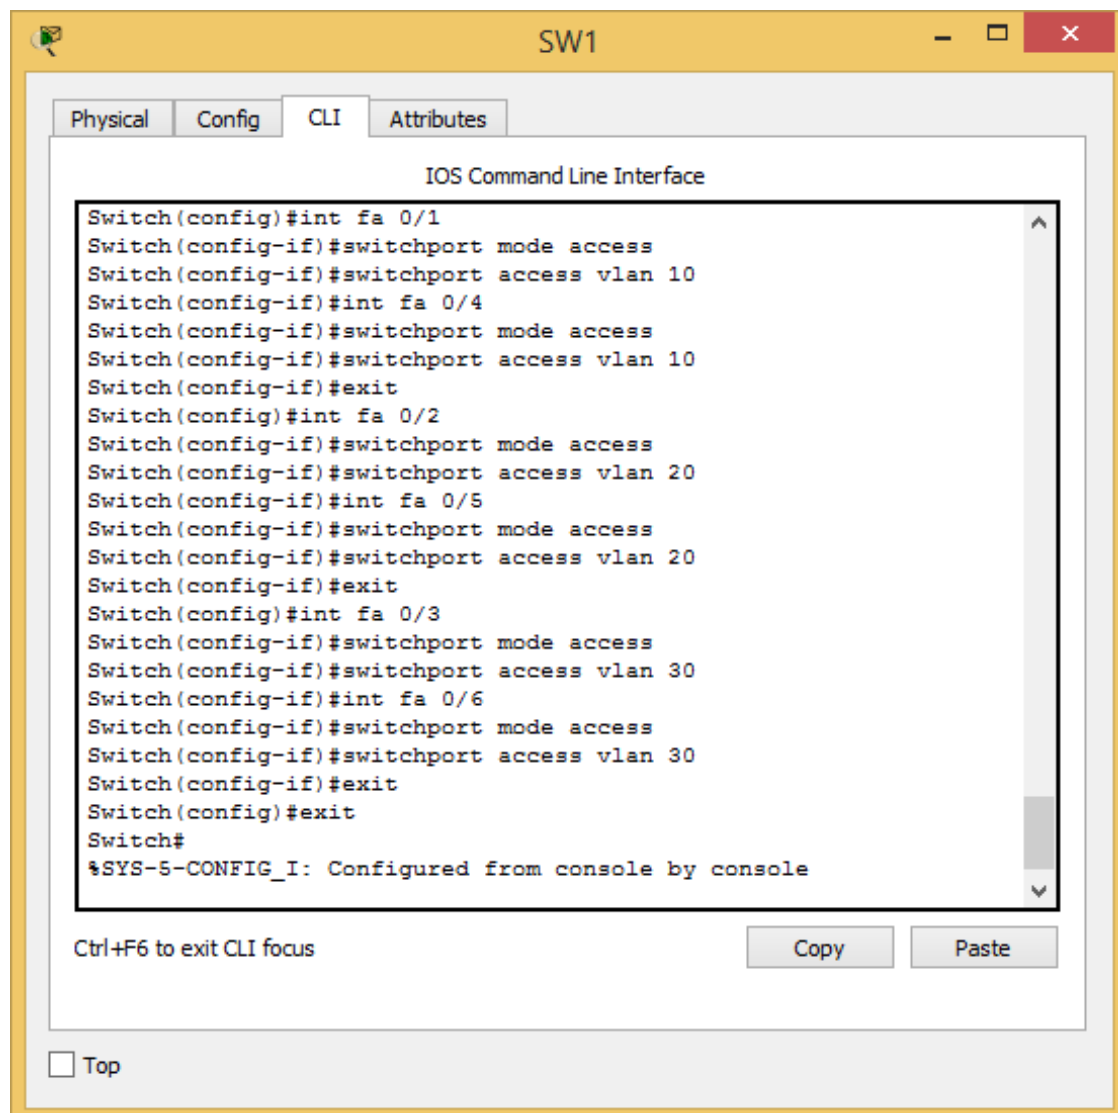 SW1
Physical Config CLI Attributes
IOS Command Line Interface
Switch(config)#int fa 0/1
Switch(config-if)#switchport mode access
Switch(config-if)#switchport access vlan 10
Switch(config-if)#int fa 0/4
Switch(config-if)#switchport mode access
Switch(config-if)#switchport access vlan 10
Switch(config-if)#exit
Switch(config)#int fa 0/2
Switch(config-if)#switchport mode access
Switch(config-if)#switchport access vlan 20
Switch(config-if)#int fa 0/5
Switch(config-if)#switchport mode access
Switch(config-if)#switchport access vlan 20
Switch(config-if)#exit
Switch(config)#int fa 0/3
Switch(config-if)#switchport mode access
Switch(config-if)#switchport access vlan 30
Switch(config-if)#int fa 0/6
Switch(config-if)#switchport mode access
Switch(config-if)#switchport access vlan 30
Switch(config-if)#exit
Switch(config)#exit
Switch#
%SYS-5-CONFIG_I: Configured from console by console
Ctrl+F6 to exit CLI focus Copy Paste
Top